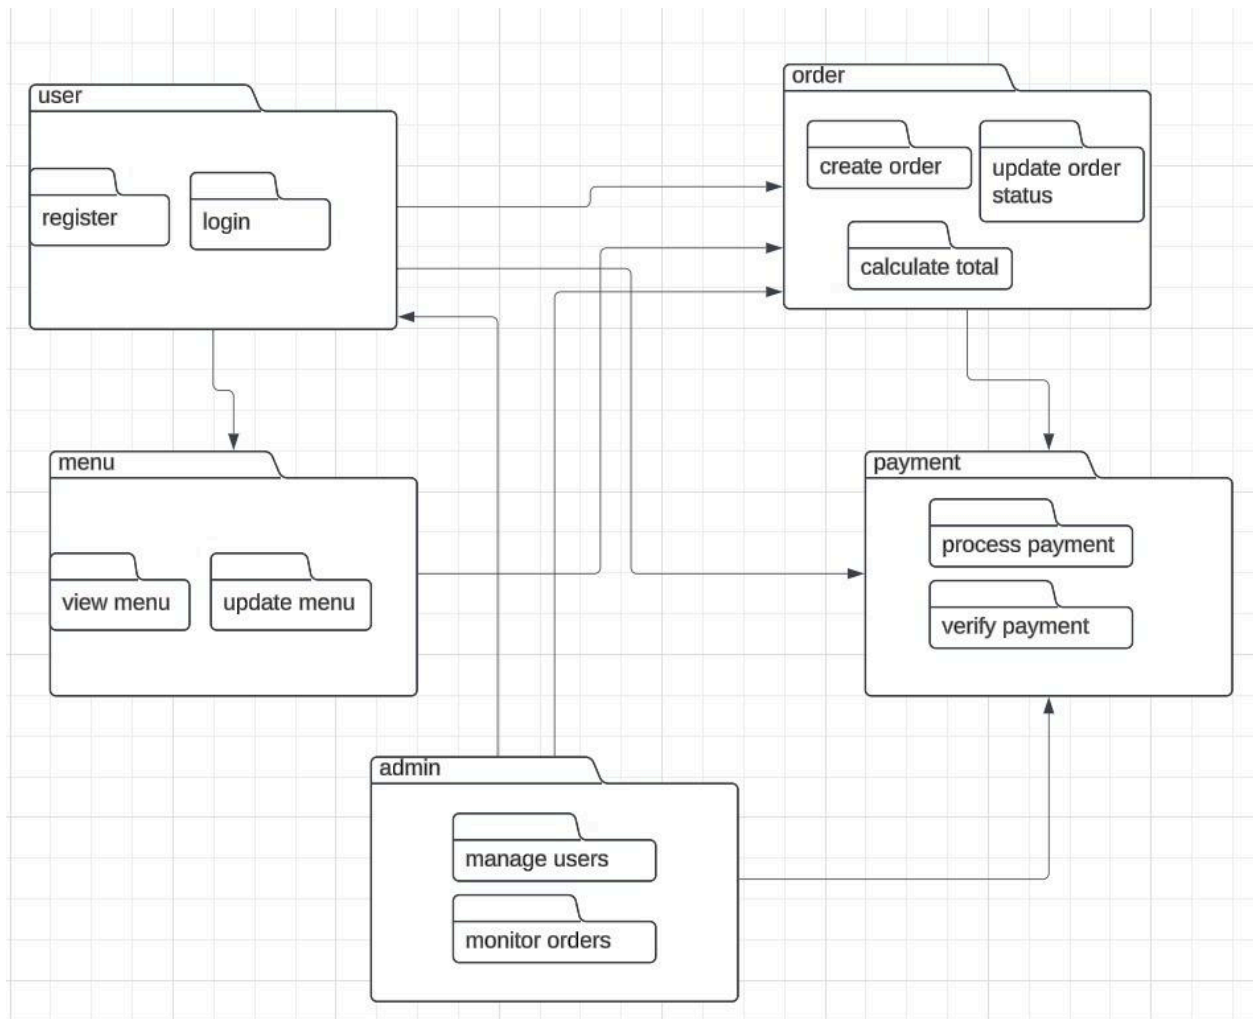 user
register
login
order
create order
update order
status
calculate total
menu
view menu
update menu
payment
process payment
verify payment
admin
manage users
monitor orders